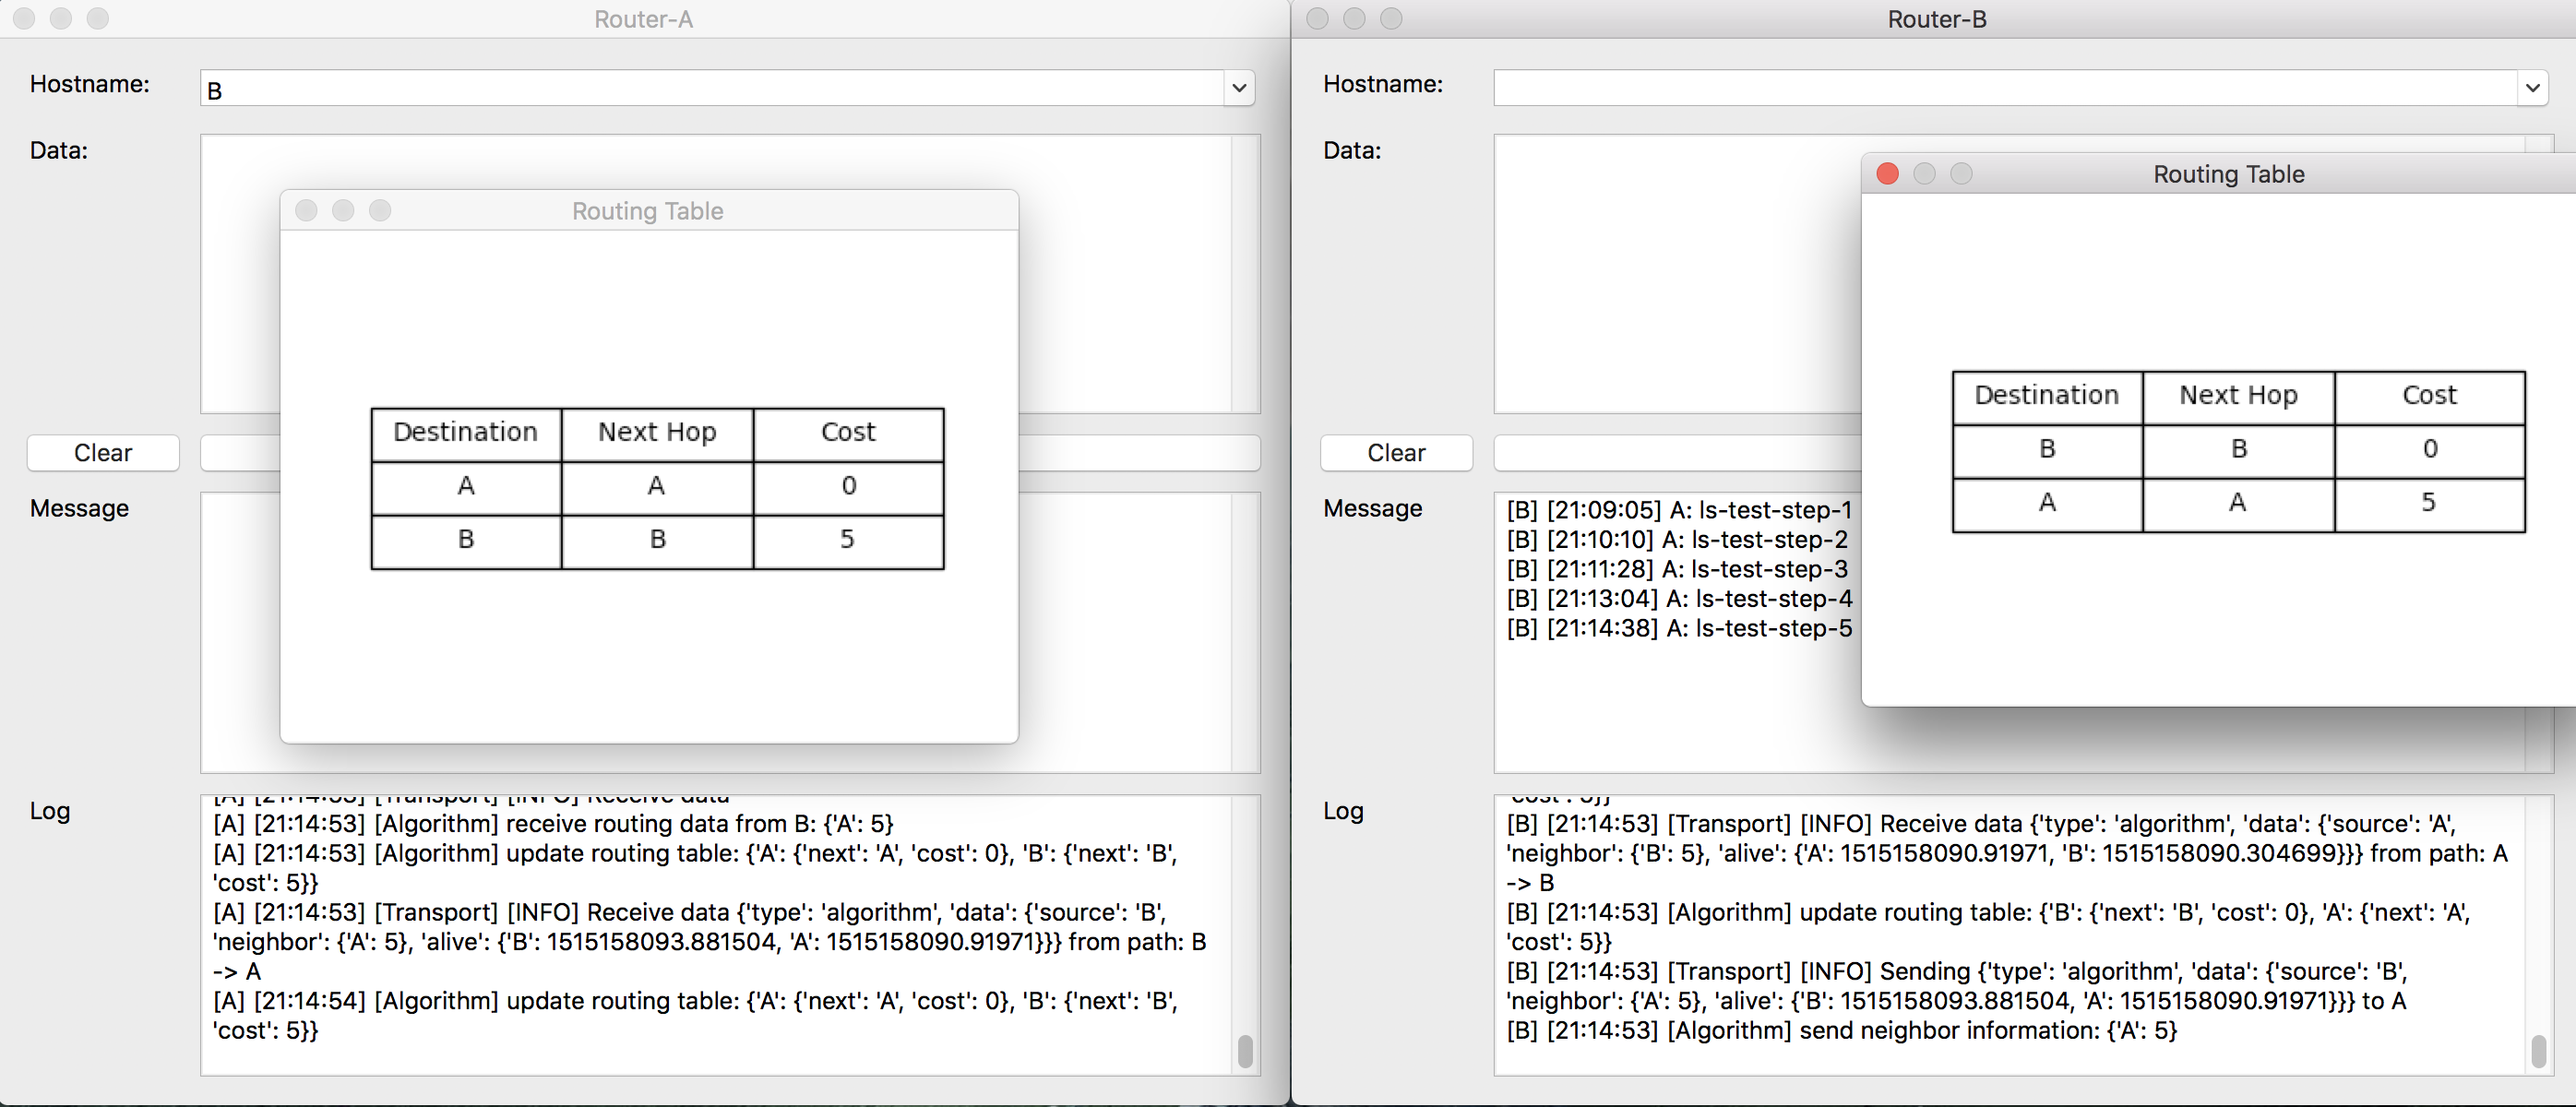 Router-A
Hostname:
B
Data:
Routing Table
Destination Next Hop Cost
A A 0
B B 5
Clear
Message
Log
[A] [21:14:53] [Transport] [INFO] Receive data
[A] [21:14:53] [Algorithm] receive routing data from B: {'A': 5}
[A] [21:14:53] [Algorithm] update routing table: {'A': {'next': 'A', 'cost': 0}, 'B': {'next': 'B',
'cost': 5}}
[A] [21:14:53] [Transport] [INFO] Receive data {'type': 'algorithm', 'data': {'source': 'B',
'neighbor': {'A': 5}, 'alive': {'B': 1515158093.881504, 'A': 1515158090.91971}}} from path: B
-> A
[A] [21:14:54] [Algorithm] update routing table: {'A': {'next': 'A', 'cost': 0}, 'B': {'next': 'B',
'cost': 5}}
Router-B
Hostname:
Data:
Routing Table
Destination Next Hop Cost
B B 0
A A 5
Clear
Message
[B] [21:09:05] A: ls-test-step-1
[B] [21:10:10] A: ls-test-step-2
[B] [21:11:28] A: ls-test-step-3
[B] [21:13:04] A: ls-test-step-4
[B] [21:14:38] A: ls-test-step-5
Log
'cost': 5}}
[B] [21:14:53] [Transport] [INFO] Receive data {'type': 'algorithm', 'data': {'source': 'A',
'neighbor': {'B': 5}, 'alive': {'A': 1515158090.91971, 'B': 1515158090.304699}}} from path: A
-> B
[B] [21:14:53] [Algorithm] update routing table: {'B': {'next': 'B', 'cost': 0}, 'A': {'next': 'A',
'cost': 5}}
[B] [21:14:53] [Transport] [INFO] Sending {'type': 'algorithm', 'data': {'source': 'B',
'neighbor': {'A': 5}, 'alive': {'B': 1515158093.881504, 'A': 1515158090.91971}}} to A
[B] [21:14:53] [Algorithm] send neighbor information: {'A': 5}